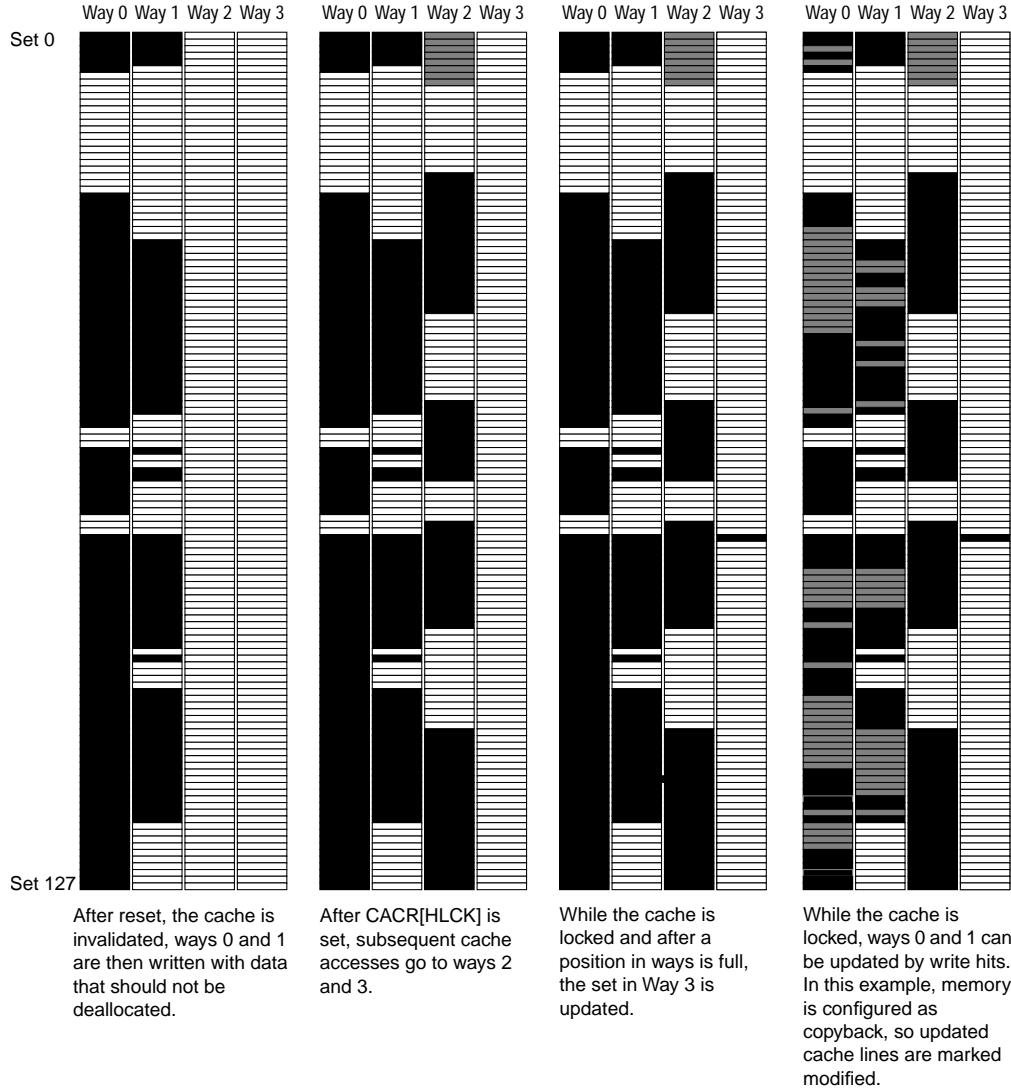 Way 0 Way 1 Way 2 Way 3
Way 0 Way 1 Way 2 Way 3
Way 0 Way 1 Way 2 Way 3
Way 0 Way 1 Way 2 Way 3
Set 0
Set 127
After reset, the cache is
invalidated, ways 0 and 1
are then written with data
that should not be
deallocated.
After CACR[HLCK] is
set, subsequent cache
accesses go to ways 2
and 3.
While the cache is
locked and after a
position in ways is full,
the set in Way 3 is
updated.
While the cache is
locked, ways 0 and 1 can
be updated by write hits.
In this example, memory
is configured as
copyback, so updated
cache lines are marked
modified.